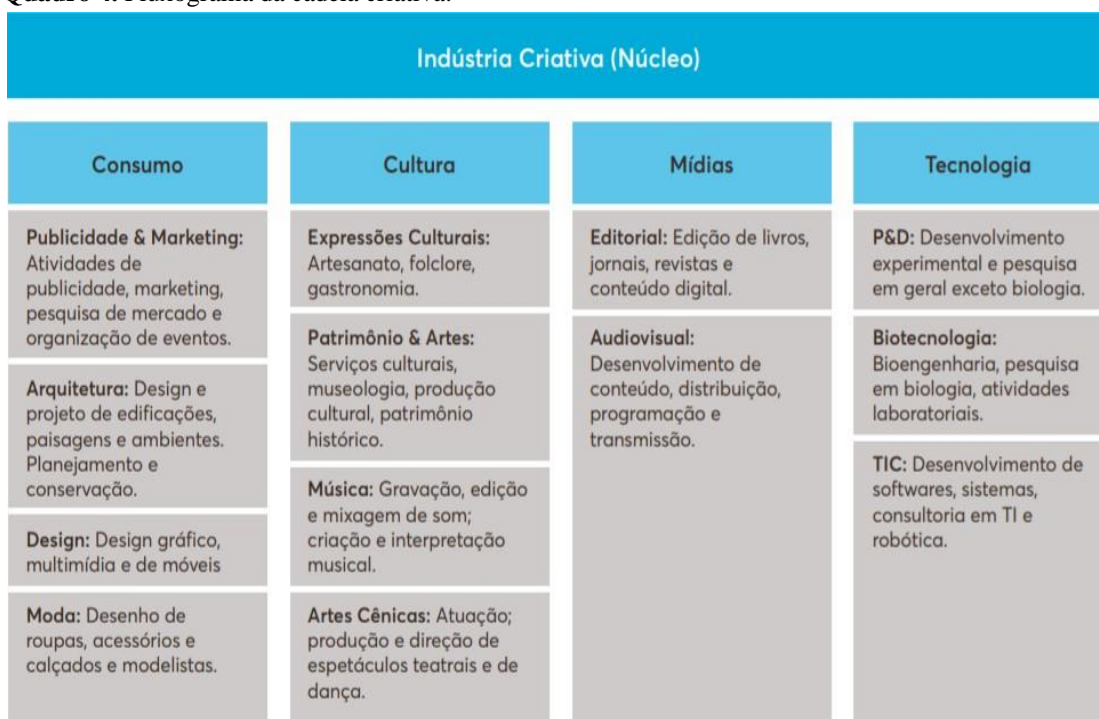 Quadro 4. Fluxograma da cadeia criativa.
Indústria Criativa (Núcleo)
Consumo
Publicidade & Marketing:
Atividades de
publicidade, marketing,
pesquisa de mercado e
organização de eventos.
Arquitetura: Design e
projeto de edificações,
paisagens e ambientes.
Planejamento e
conservação.
Design: Design gráfico,
multimídia e de móveis
Moda: Desenho de
roupas, acessórios e
calçados e modelistas.
Cultura
Expressões Culturais:
Artesanato, folclore,
gastronomia.
Patrimônio & Artes:
Serviços culturais,
museologia, produção
cultural, patrimônio
histórico.
Música: Gravação, edição
e mixagem de som;
criação e interpretação
musical.
Artes Cênicas: Atuação;
produção e direção de
espetáculos teatrais e de
dança.
Mídias
Editorial: Edição de livros,
jornais, revistas e
conteúdo digital.
Audiovisual:
Desenvolvimento de
conteúdo, distribuição,
programação e
transmissão.
Tecnologia
P&D: Desenvolvimento
experimental e pesquisa
em geral exceto biologia.
Biotecnologia:
Bioengenharia, pesquisa
em biologia, atividades
laboratoriais.
TIC: Desenvolvimento de
softwares, sistemas,
consultoria em TI e
robótica.